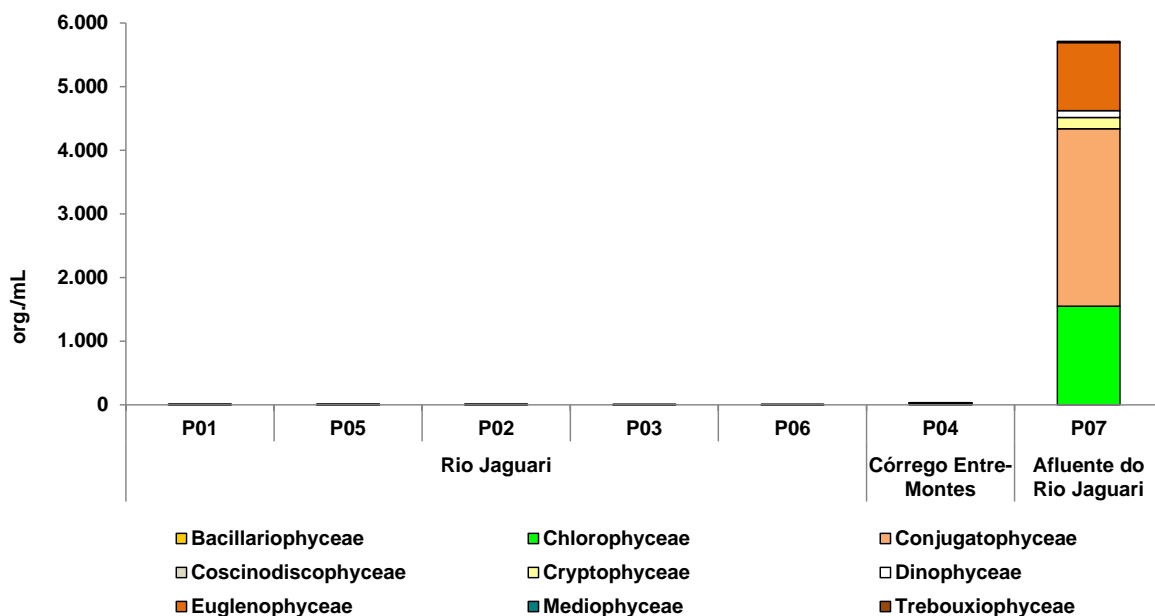 6.000
5.000
4.000
3.000
2.000
1.000
0
org./mL
P01 P05 P02 P03 P06 P04 P07
Rio Jaguari
Córrego Entre-
Montes
Afluente do
Rio Jaguari
Bacillariophyceae Chlorophyceae Conjugatophyceae
Coscinodiscophyceae Cryptophyceae Dinophyceae
Euglenophyceae Mediophyceae Trebouxiophyceae